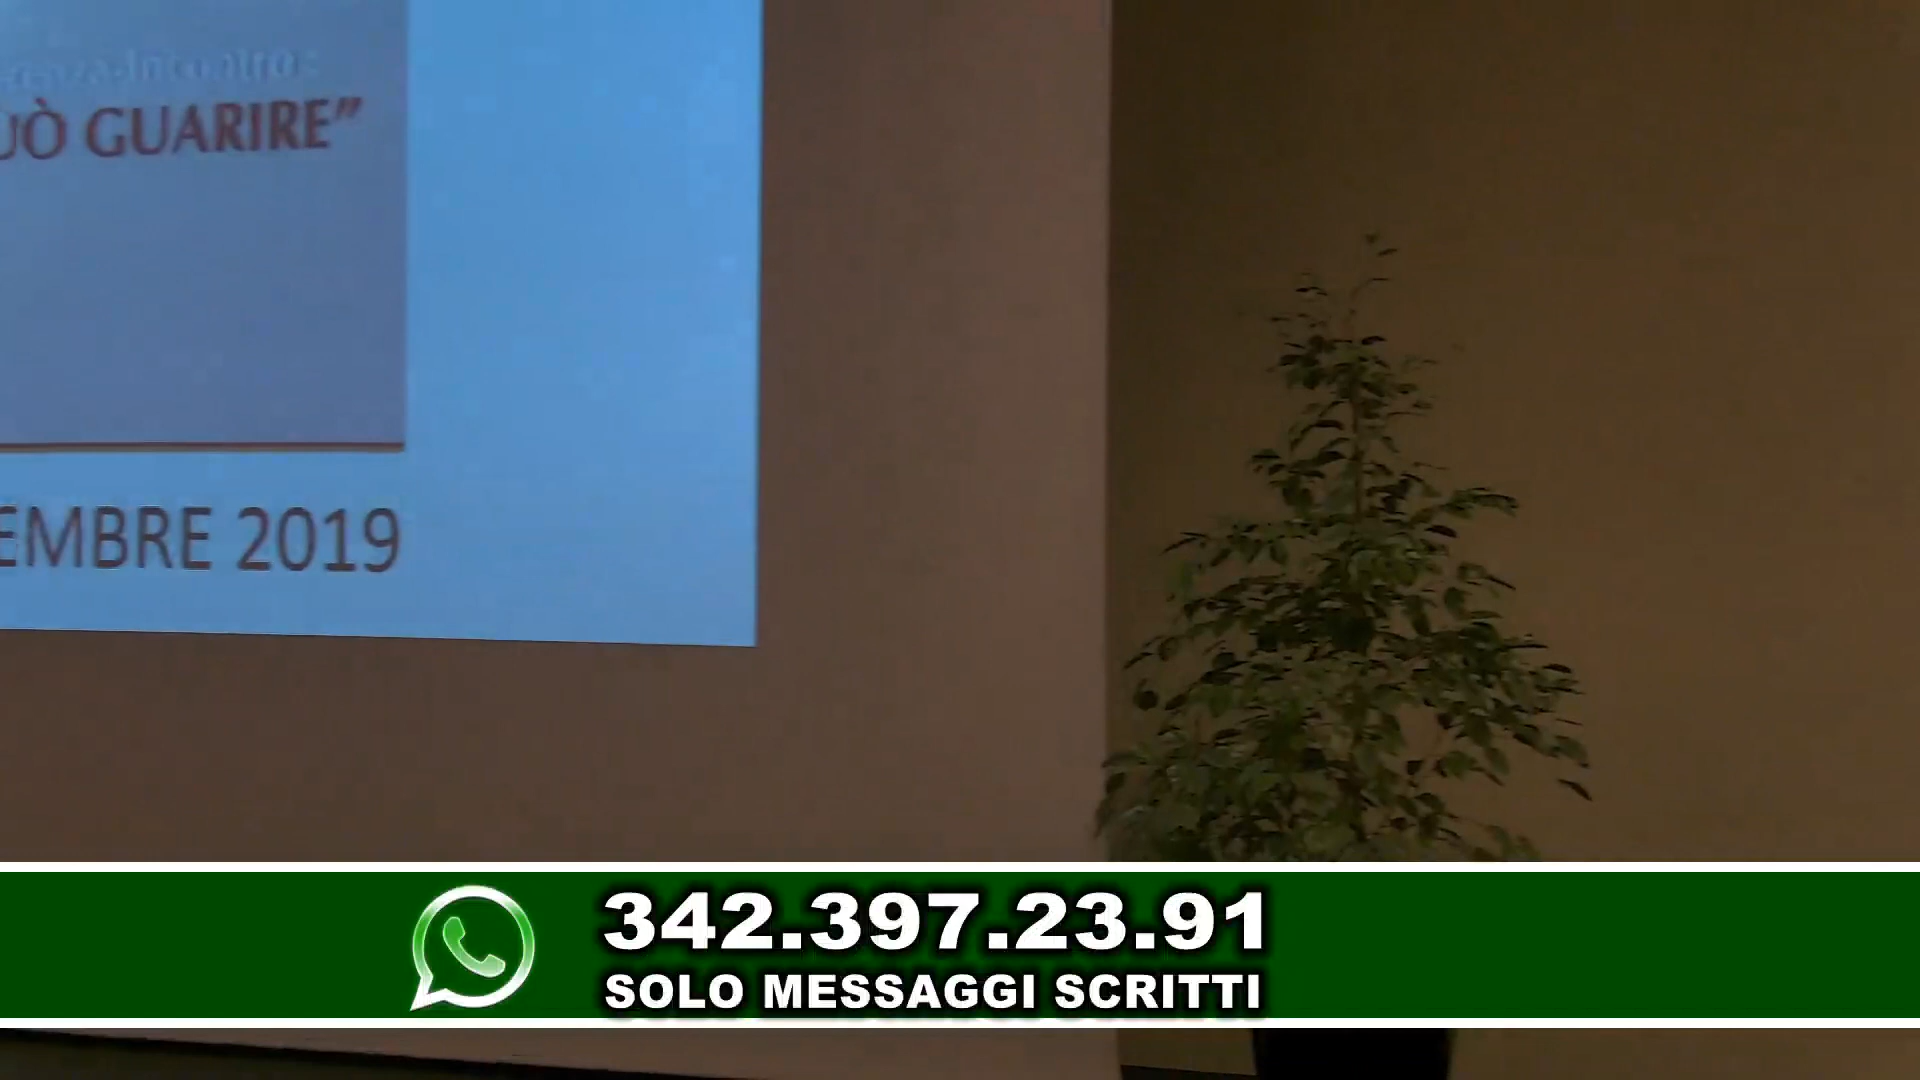 UÒ GUARIRE”
EMBRE 2019
342.397.23.91
SOLO MESSAGGI SCRITTI